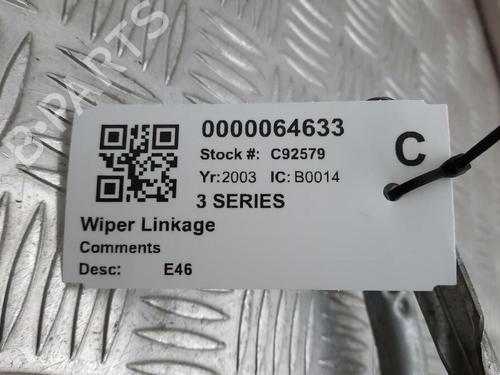 B-PARTS
0000064633
Stock #: C92579
C
Yr: 2003 IC: B0014
3 SERIES
Wiper Linkage
Comments
Desc: E46